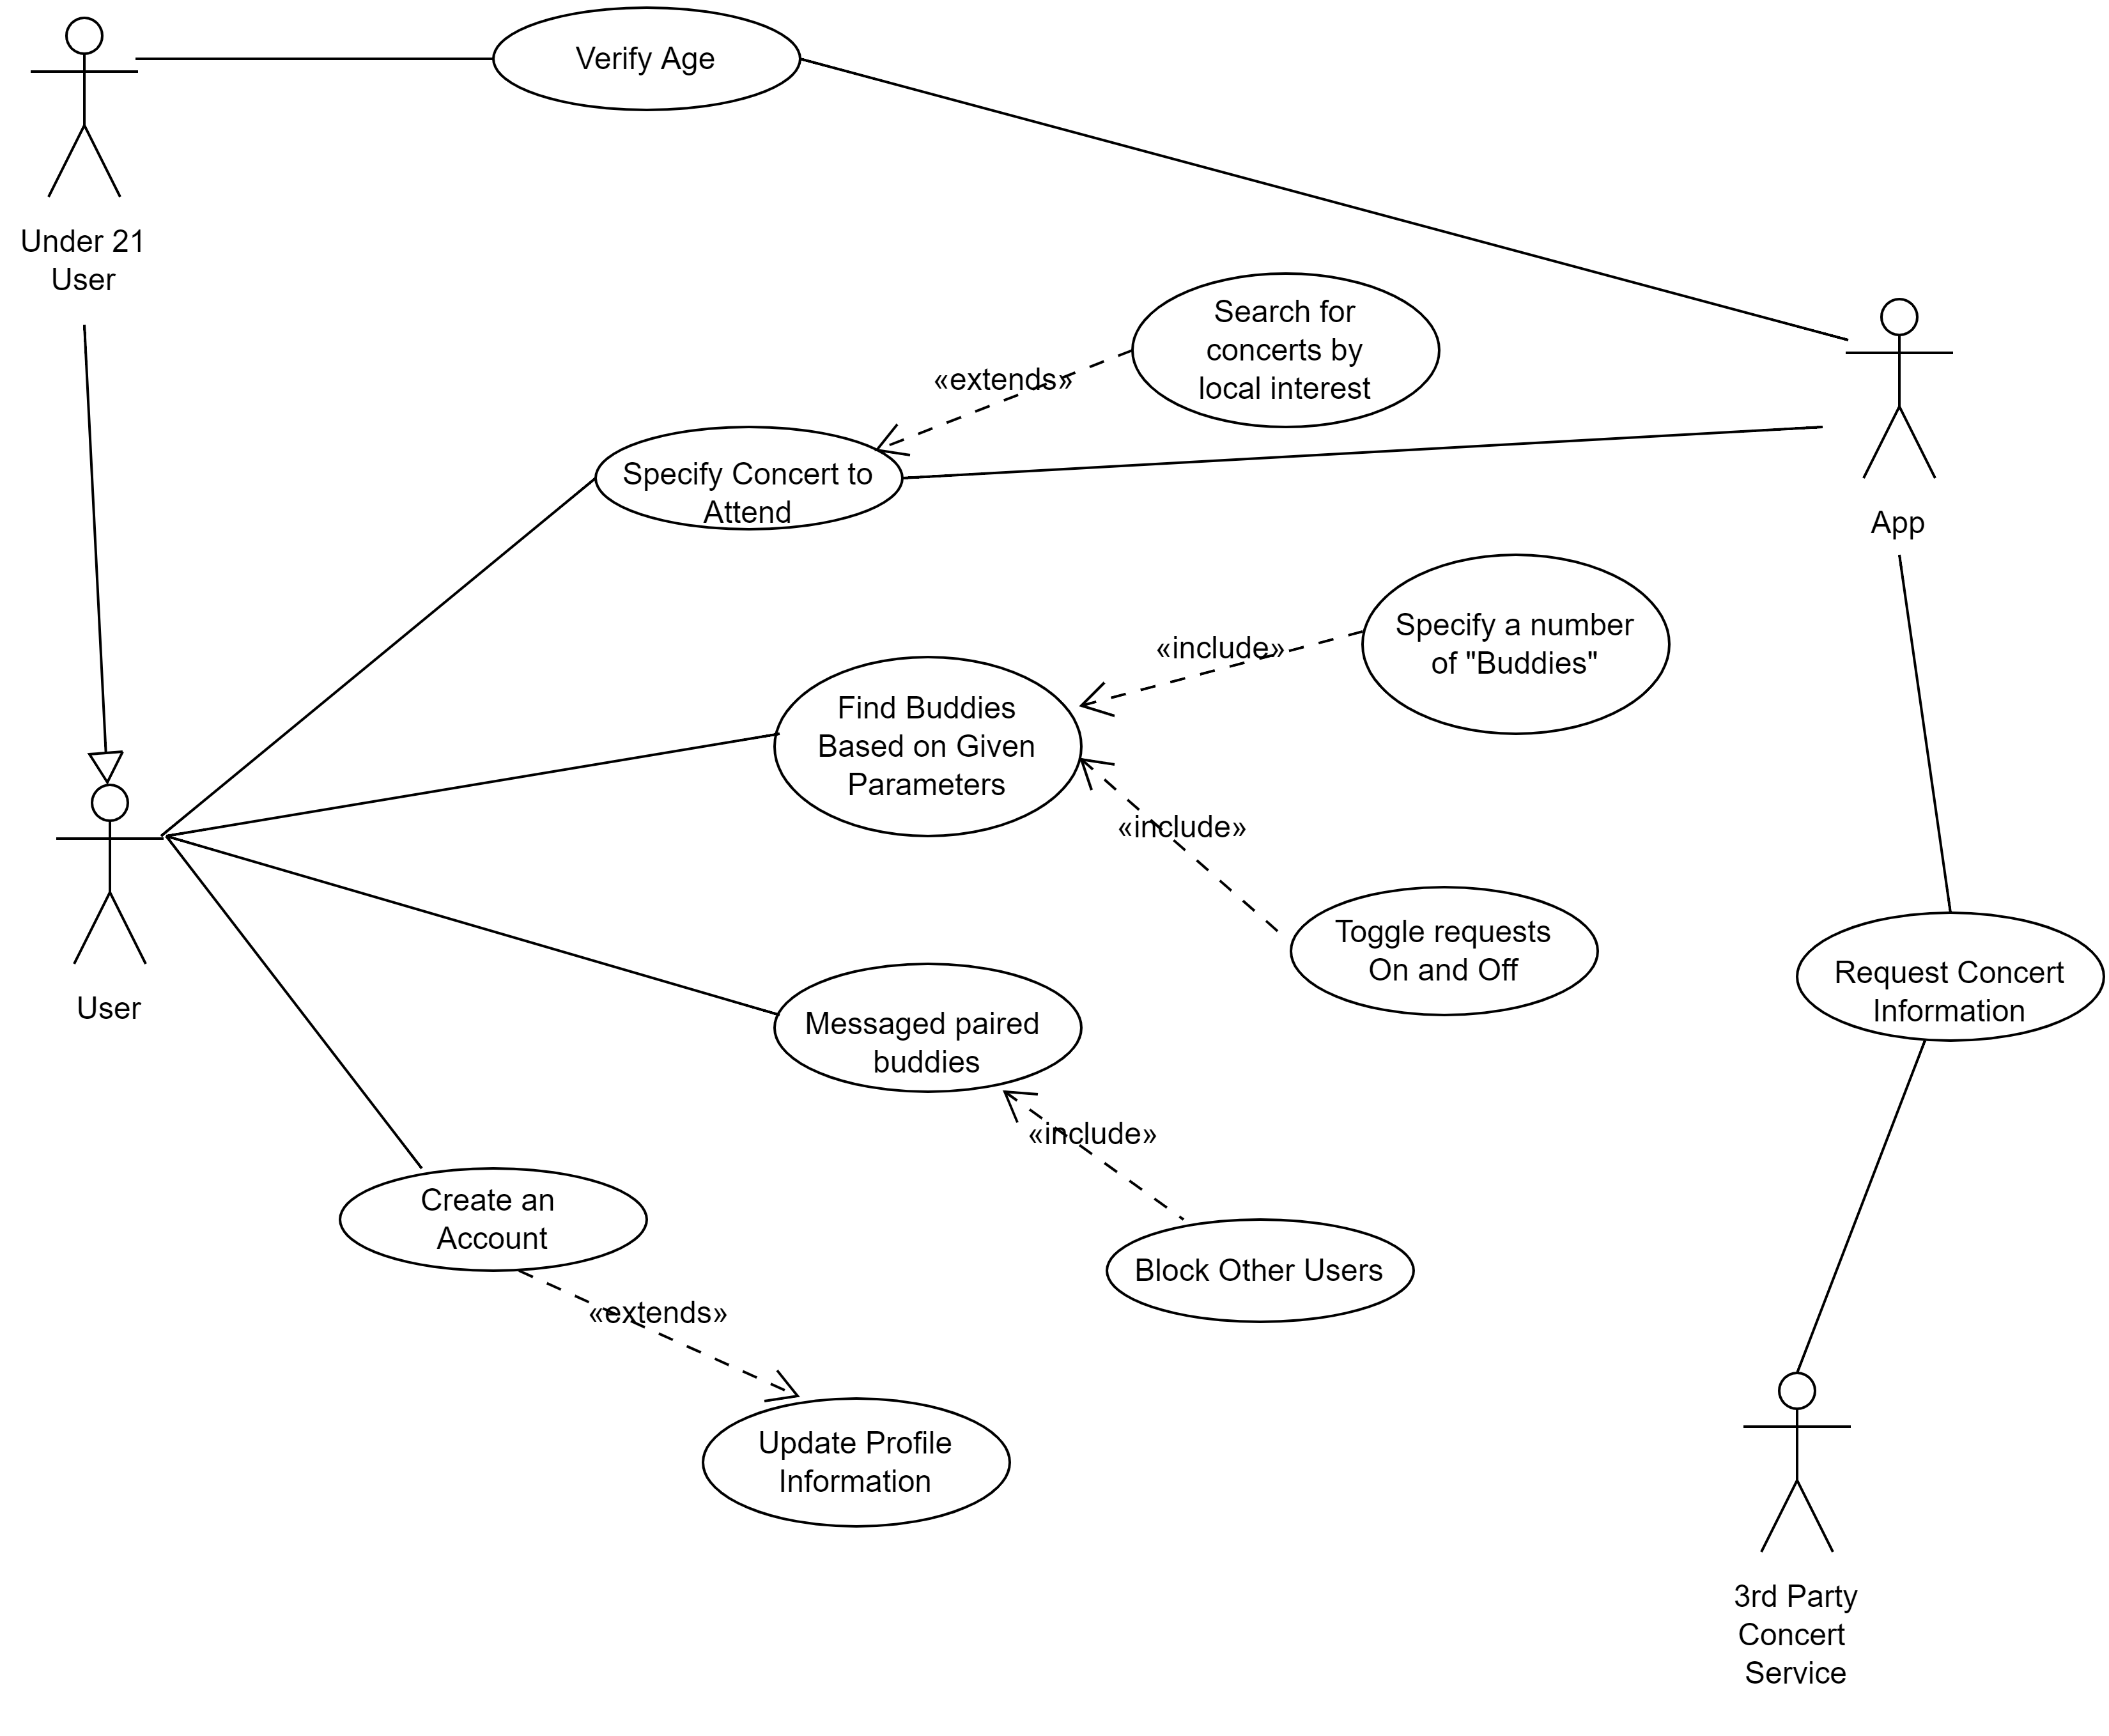 Verify Age
Under 21
User
Search for
concerts by
local interest
«extends»
Specify Concert to
Attend
App
Specify a number
of "Buddies"
«include»
Find Buddies
Based on Given
Parameters
«include»
Toggle requests
On and Off
User
Messaged paired
buddies
Request Concert
Information
«include»
Create an
Account
Block Other Users
«extends»
Update Profile
Information
3rd Party
Concert
Service